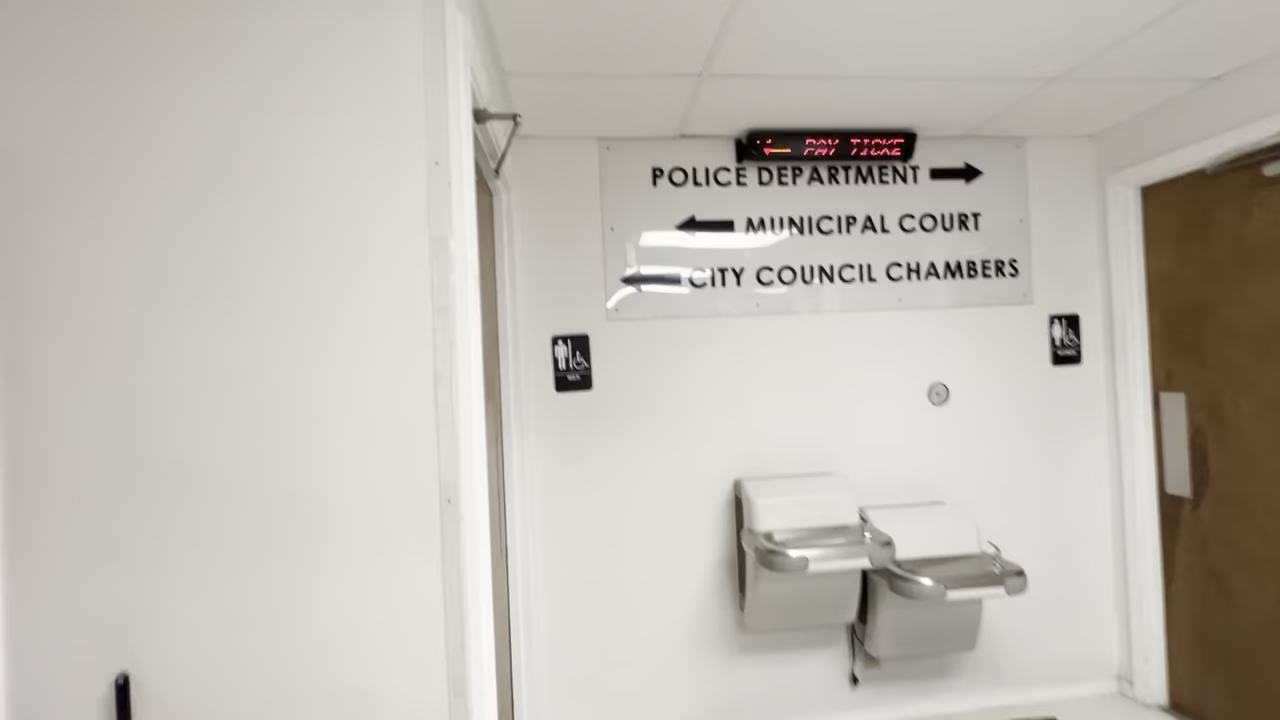 ← PAY TICKE
POLICE DEPARTMENT →
← MUNICIPAL COURT
← CITY COUNCIL CHAMBERS